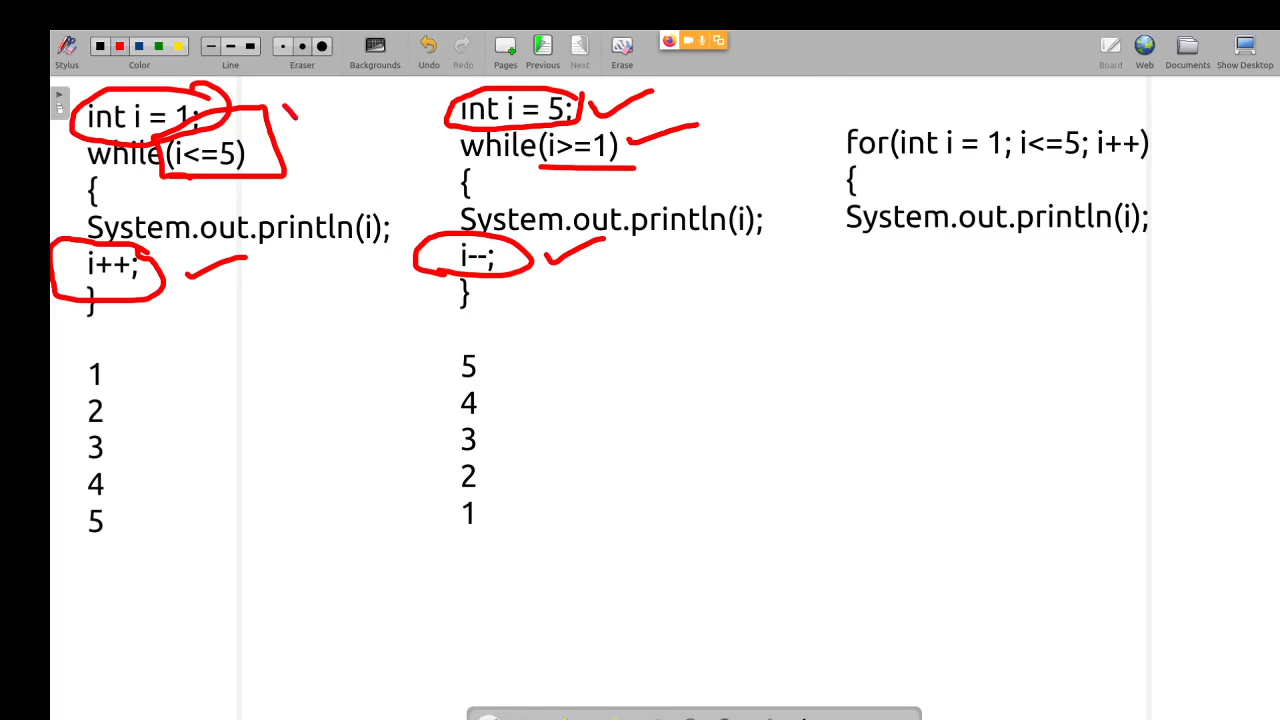 Stylus
Color
Line
Eraser
Backgrounds
Undo
Redo
Pages
Previous
Next
Erase
Board
Web
Documents
Show Desktop
int i = 1;
while(i<=5)
{
System.out.println(i);
i++;
}
1
2
3
4
5
int i = 5;
while(i>=1)
{
System.out.println(i);
i--;
}
5
4
3
2
1
for(int i = 1; i<=5; i++)
{
System.out.println(i);